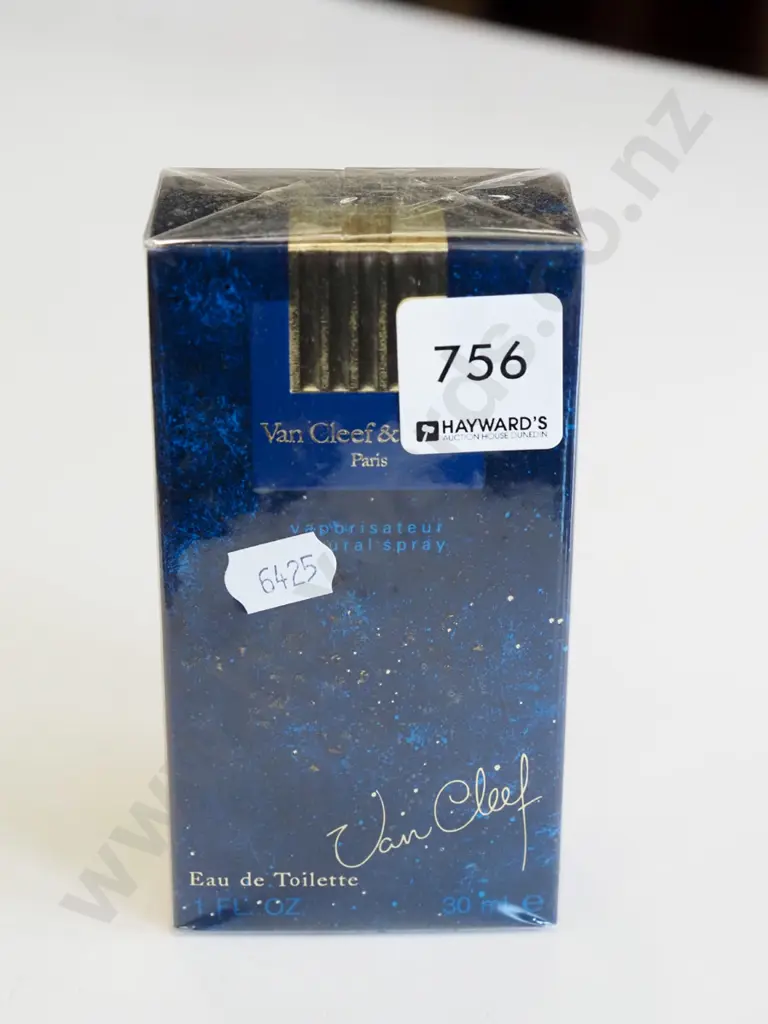 756
HAYWARD'S
AUCTION HOUSE DUNEDIN
Van Cleef &
Paris
vaporisateur
ural spray
6425
Van Cleef
Eau de Toilette
1 FL. OZ 30 ml e